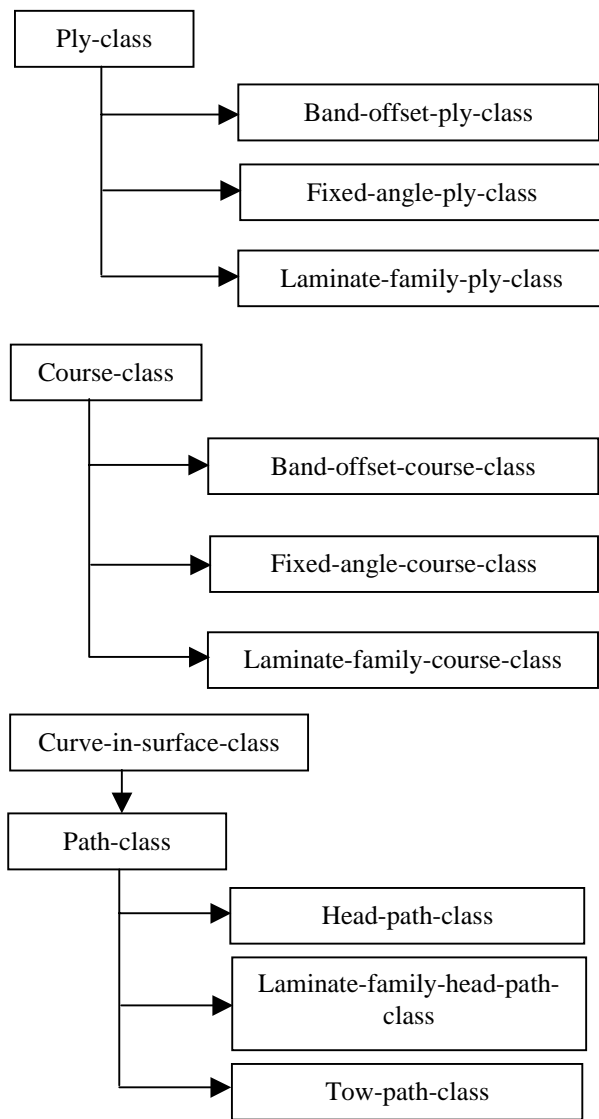 Ply-class
Band-offset-ply-class
Fixed-angle-ply-class
Laminate-family-ply-class
Course-class
Band-offset-course-class
Fixed-angle-course-class
Laminate-family-course-class
Curve-in-surface-class
Path-class
Head-path-class
Laminate-family-head-path-
class
Tow-path-class